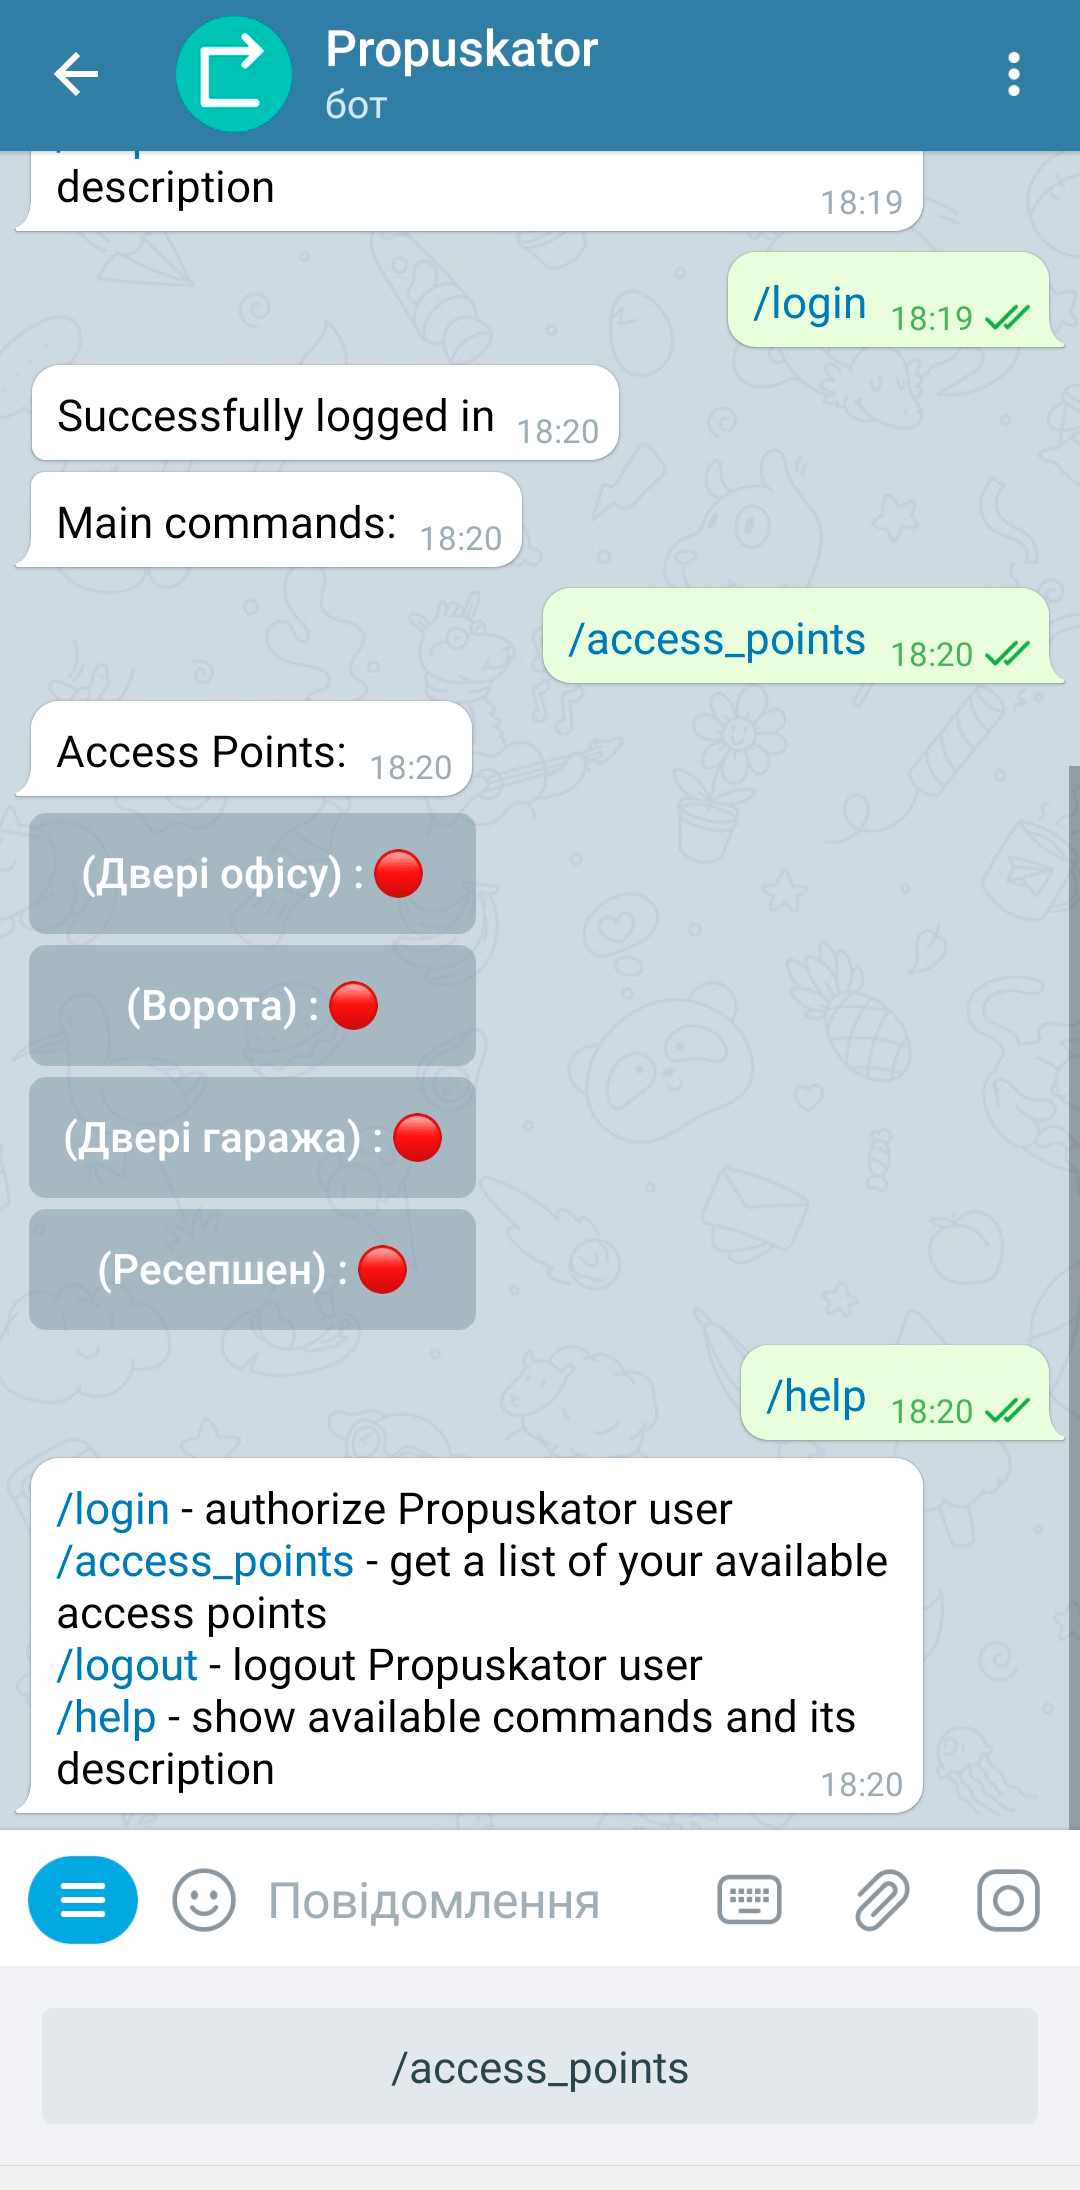 Propuskator
бот
description
18:19
/login 18:19
Successfully logged in 18:20
Main commands: 18:20
/access_points 18:20
Access Points: 18:20
(Двері офісу) : 🔴
(Ворота) : 🔴
(Двері гаража) : 🔴
(Ресепшен) : 🔴
/help 18:20
/login - authorize Propuskator user
/access_points - get a list of your available
access points
/logout - logout Propuskator user
/help - show available commands and its
description
18:20
Повідомлення
/access_points